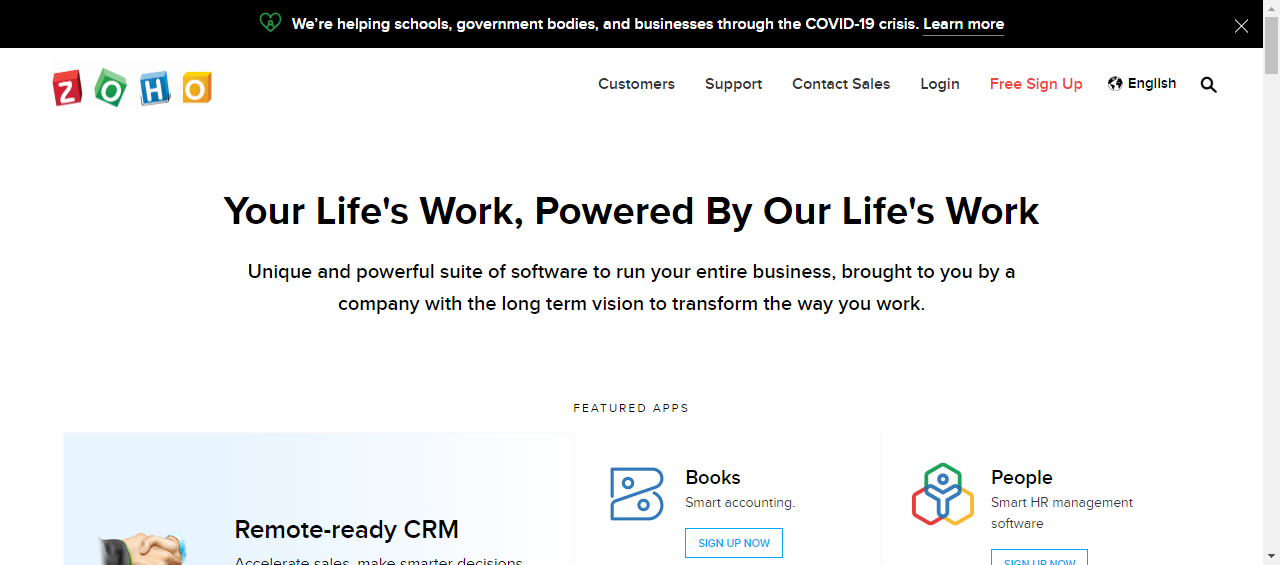 We're helping schools, government bodies, and businesses through the COVID-19 crisis. Learn more
ZOHO
Customers
Support
Contact Sales
Login
Free Sign Up
English
Your Life's Work, Powered By Our Life's Work
Unique and powerful suite of software to run your entire business, brought to you by a
company with the long term vision to transform the way you work.
FEATURED APPS
Remote-ready CRM
Accelerate sales, make smarter decisions
Books
Smart accounting.
SIGN UP NOW
People
Smart HR management
software
SIGN UP NOW